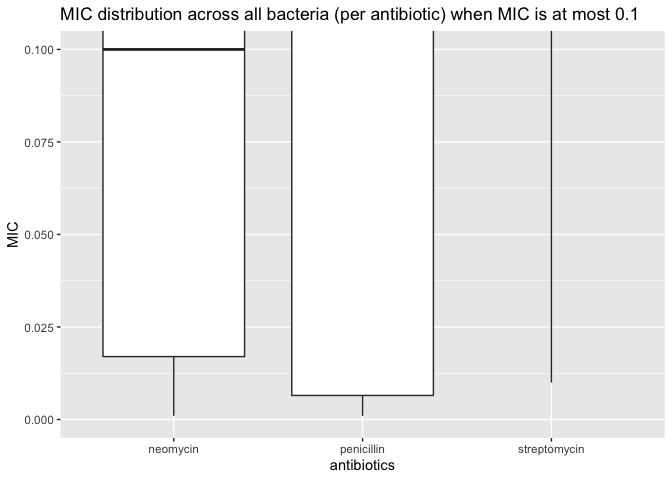 MIC distribution across all bacteria (per antibiotic) when MIC is at most 0.1
0.100
0.075
0.050
0.025
0.000
MIC
neomycin penicillin streptomycin
antibiotics